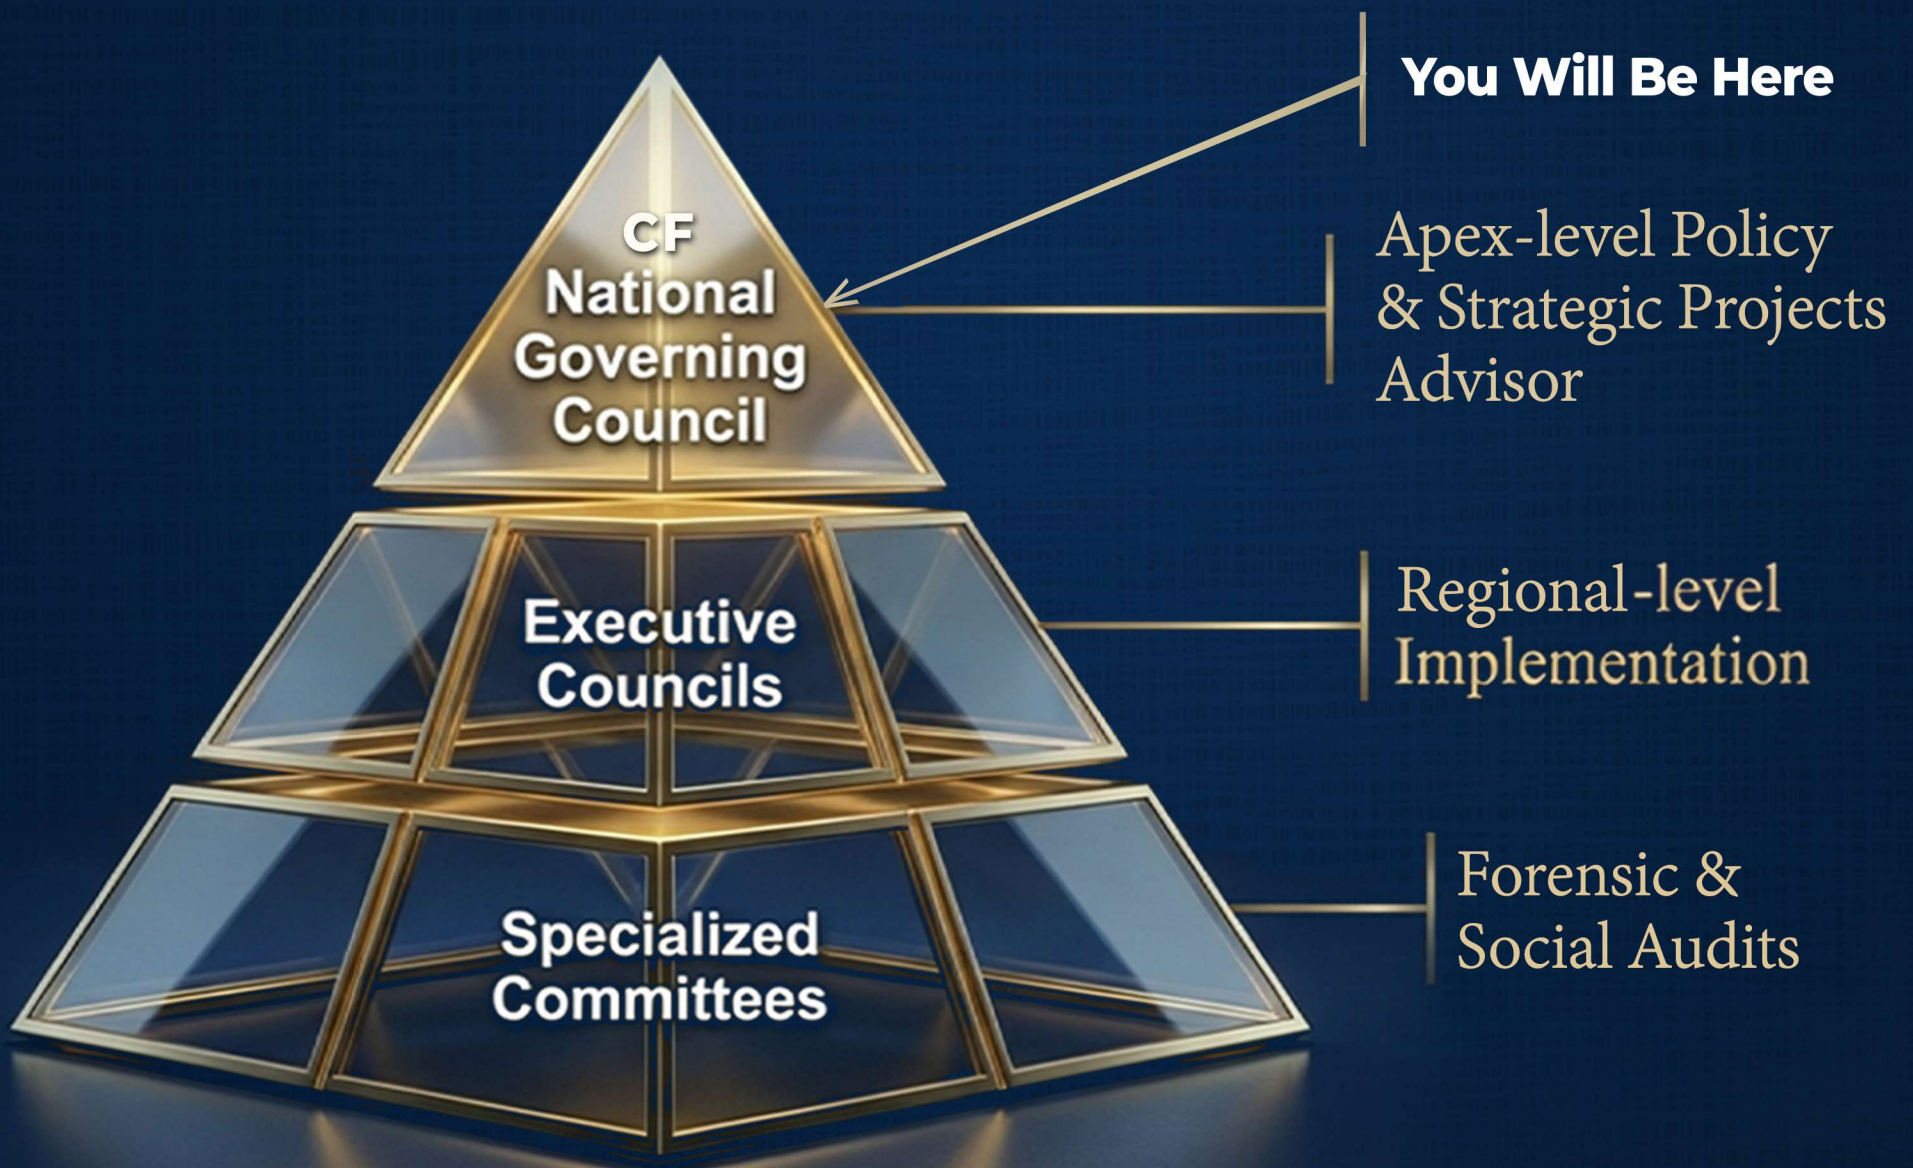 You Will Be Here
CF
National
Governing
Council
Apex-level Policy
& Strategic Projects
Advisor
Executive
Councils
Regional-level
Implementation
Specialized
Committees
Forensic &
Social Audits